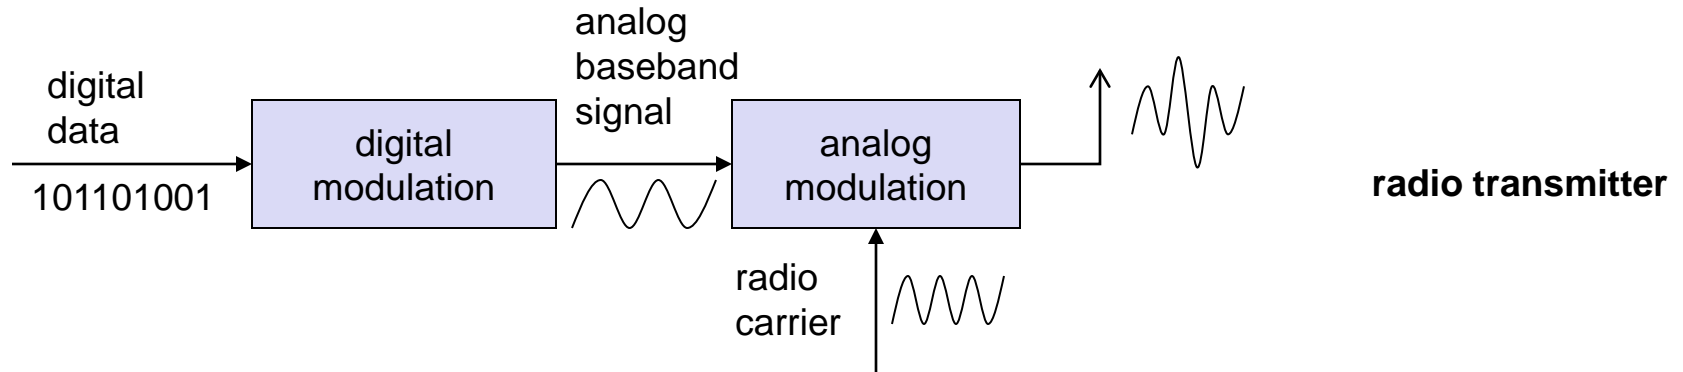 digital
data
101101001
digital
modulation
analog
baseband
signal
analog
modulation
radio
carrier
radio transmitter